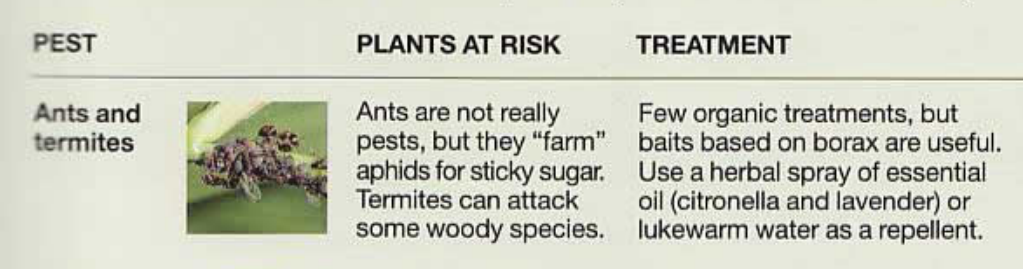 PEST PLANTS AT RISK TREATMENT
Ants and
termites
Ants are not really
pests, but they “farm”
aphids for sticky sugar.
Termites can attack
some woody species.
Few organic treatments, but
baits based on borax are useful.
Use a herbal spray of essential
oil (citronella and lavender) or
lukewarm water as a repellent.